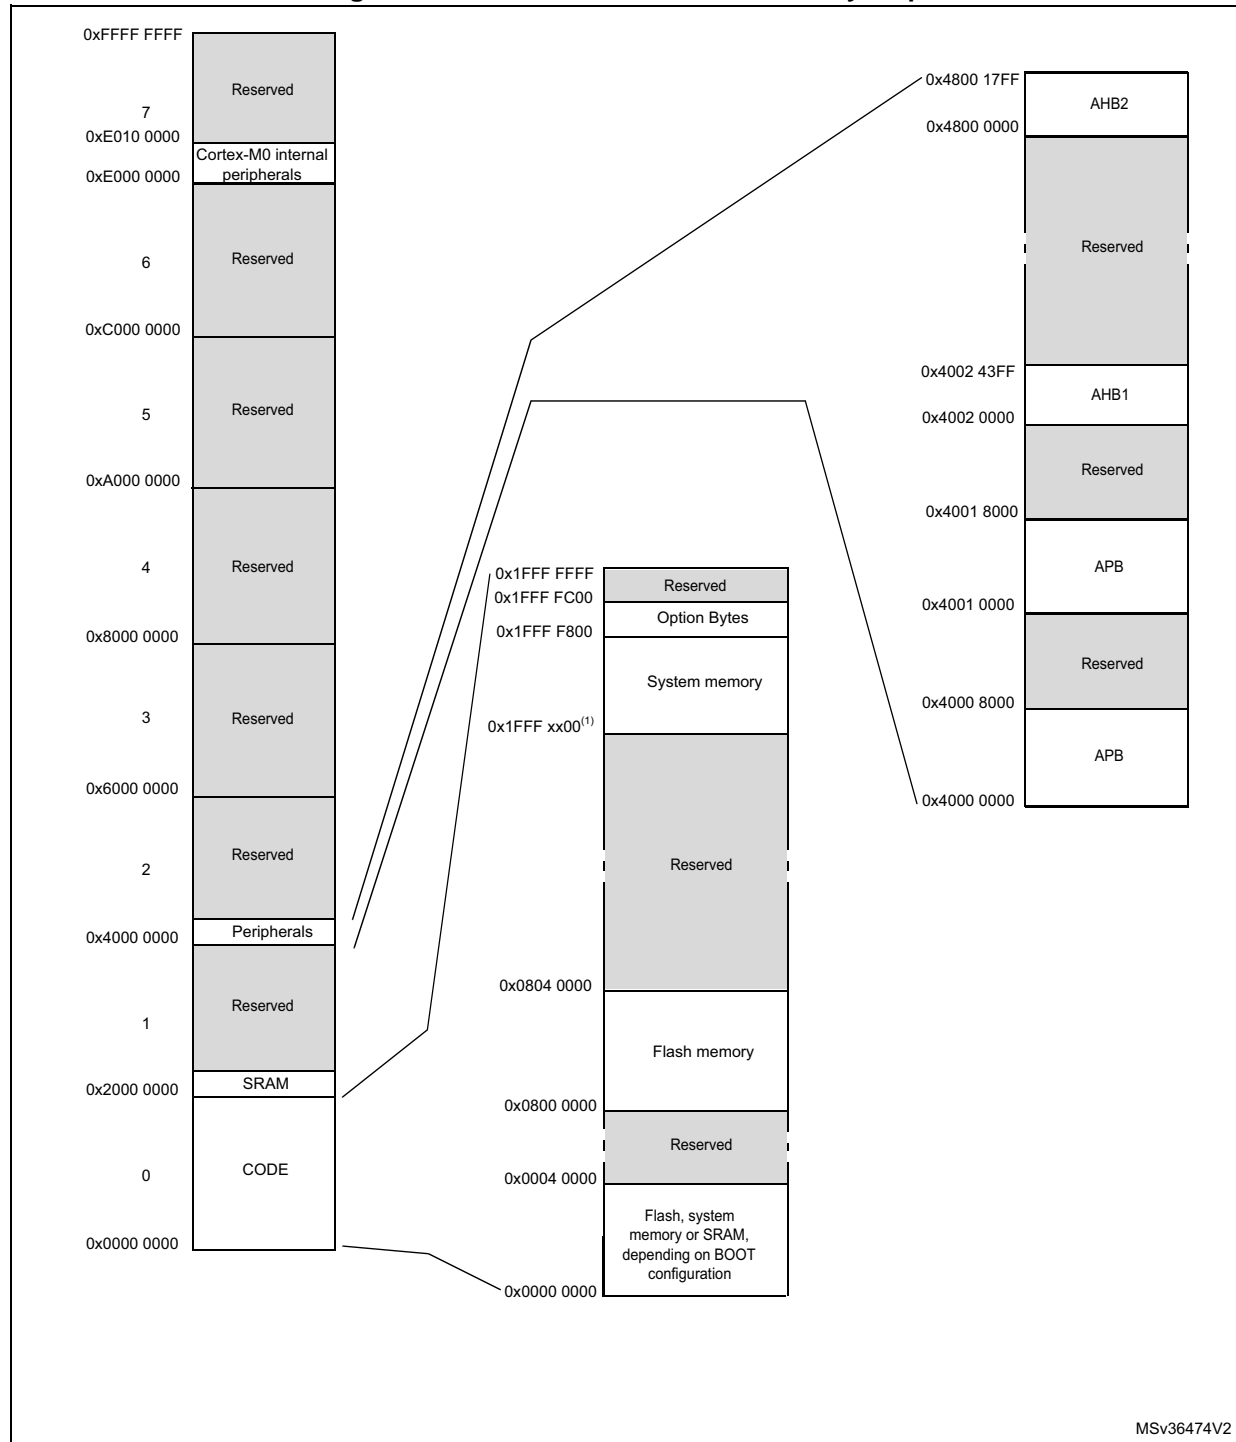 0xFFFF FFFF
Reserved
7
0xE010 0000
Cortex-M0 internal
peripherals
0xE000 0000
6
Reserved
0xC000 0000
5
Reserved
0xA000 0000
4
Reserved
0x8000 0000
3
Reserved
0x6000 0000
2
Reserved
0x4000 0000
Peripherals
Reserved
1
0x2000 0000
SRAM
0
CODE
0x0000 0000
0x1FFF FFFF
Reserved
0x1FFF FC00
Option Bytes
0x1FFF F800
System memory
0x1FFF xx00(1)
Reserved
0x0804 0000
Flash memory
0x0800 0000
Reserved
0x0004 0000
Flash, system
memory or SRAM,
depending on BOOT
configuration
0x0000 0000
0x4800 17FF
AHB2
0x4800 0000
Reserved
0x4002 43FF
AHB1
0x4002 0000
Reserved
0x4001 8000
APB
0x4001 0000
Reserved
0x4000 8000
APB
0x4000 0000
MSv36474V2